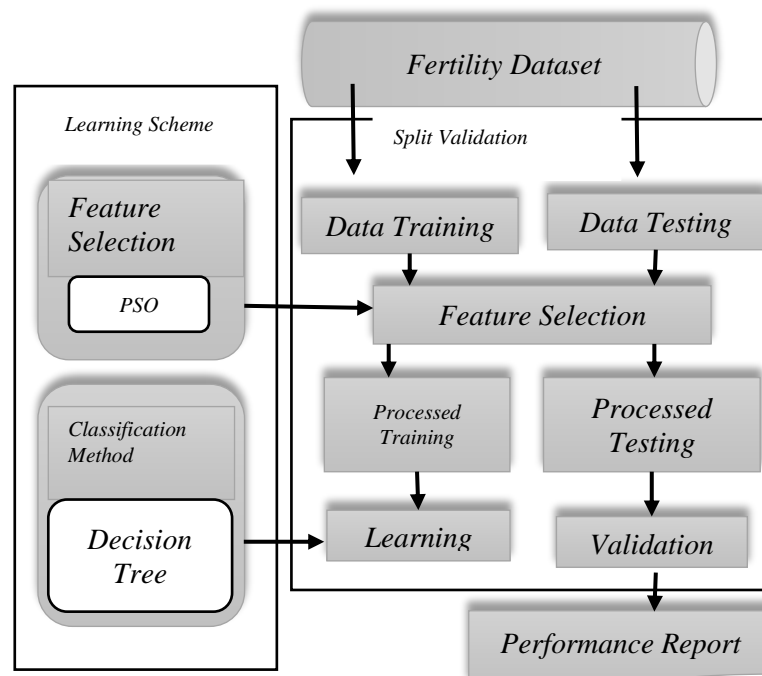 Fertility Dataset
Learning Scheme
Split Validation
Feature
Selection
PSO
Data Training
Data Testing
Feature Selection
Classification
Method
Decision
Tree
Processed
Training
Processed
Testing
Learning
Validation
Performance Report